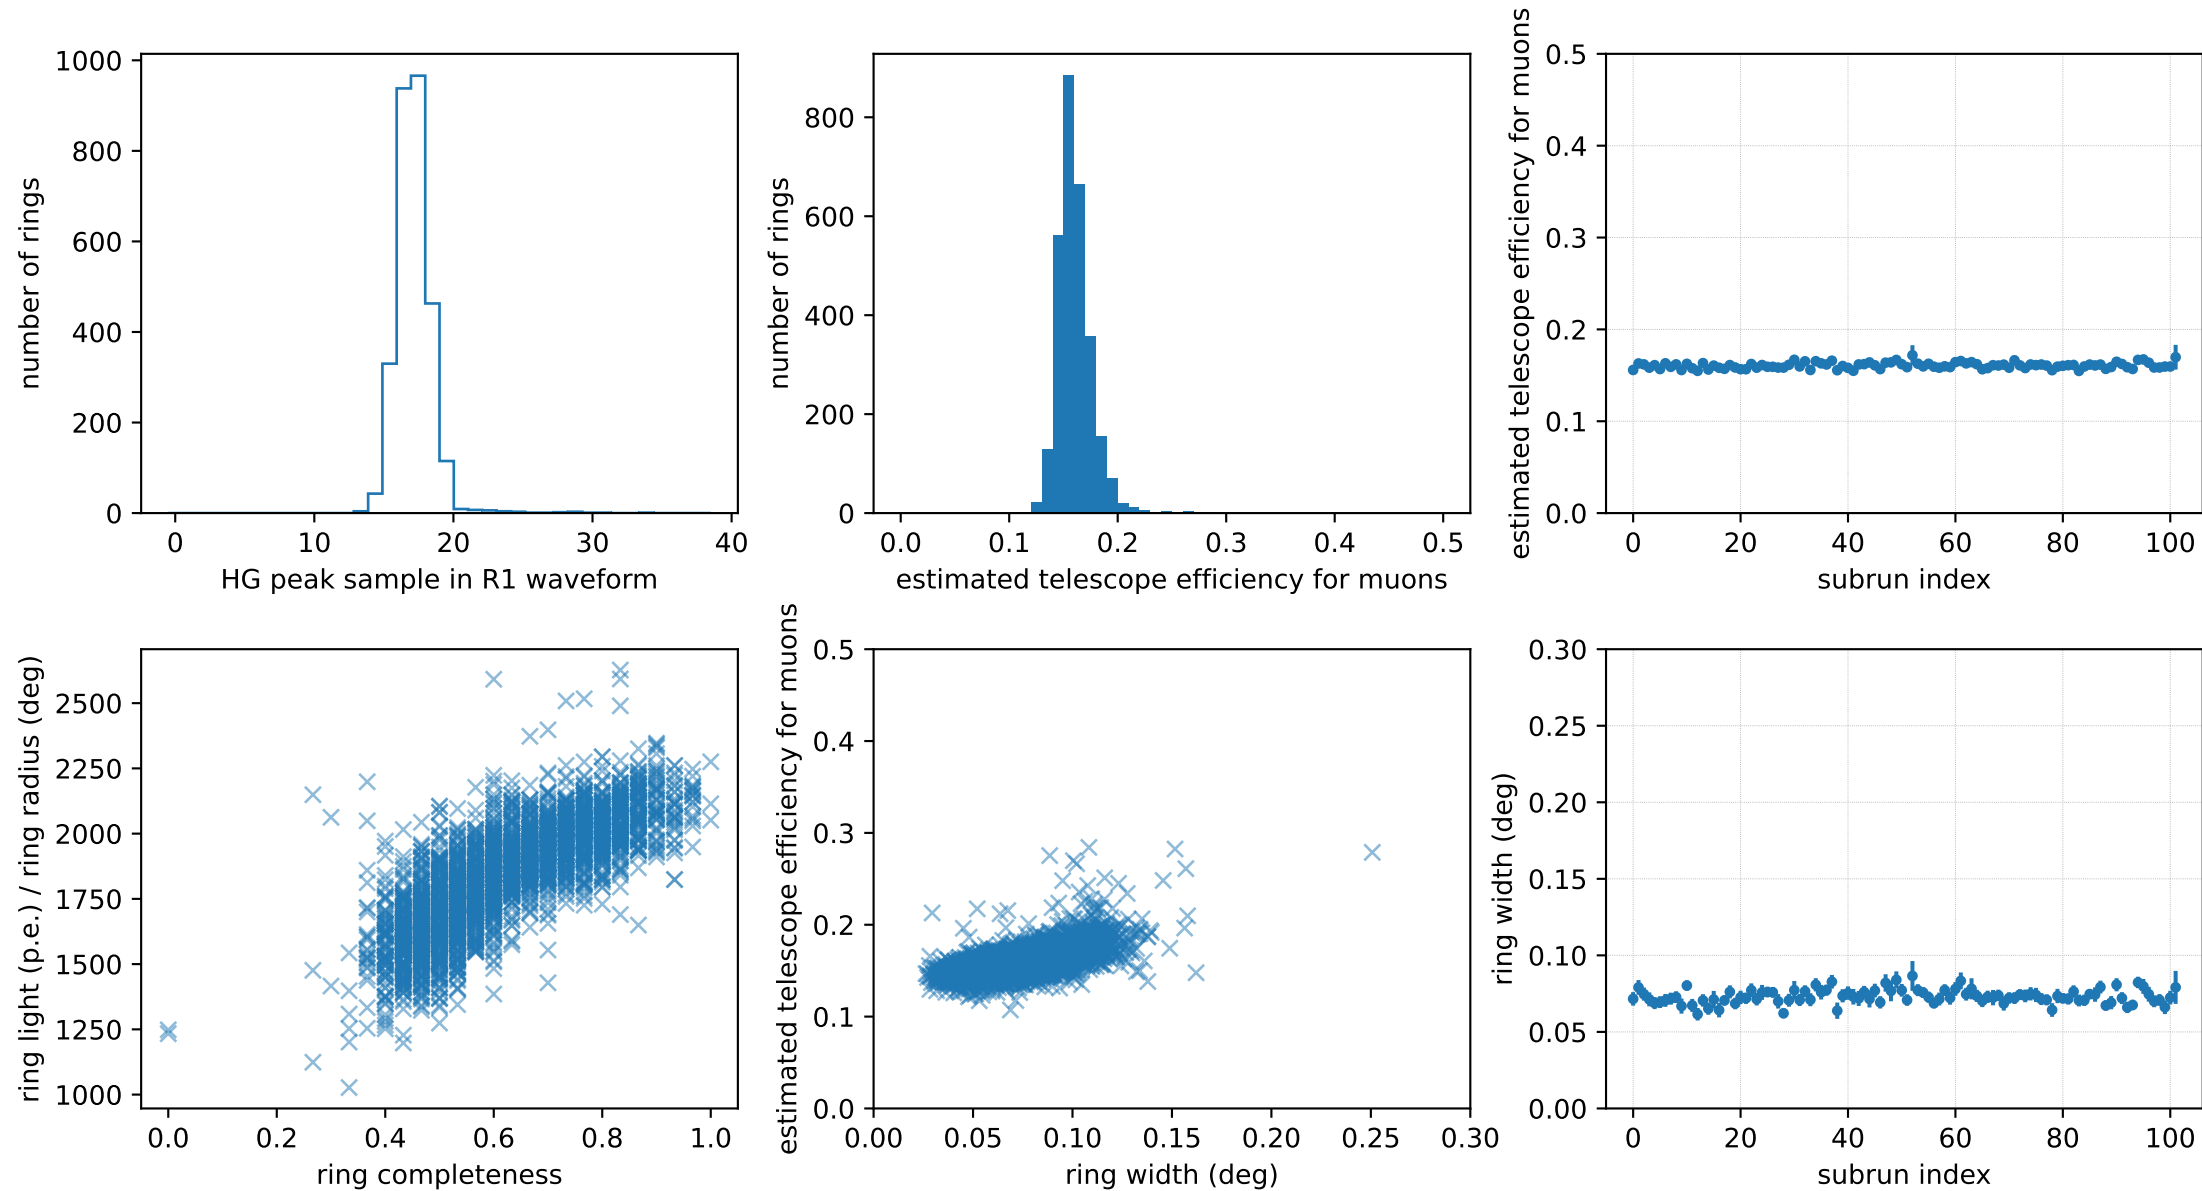 1000
800
600
400
200
0
number of rings
0 10 20 30 40
HG peak sample in R1 waveform
800
600
400
200
0
number of rings
0.0 0.1 0.2 0.3 0.4 0.5
estimated telescope efficiency for muons
0.5
0.4
0.3
0.2
0.1
0.0
estimated telescope efficiency for muons
0 20 40 60 80 100
subrun index
2500
2250
2000
1750
1500
1250
1000
ring light (p.e.) / ring radius (deg)
0.0 0.2 0.4 0.6 0.8 1.0
ring completeness
0.5
0.4
0.3
0.2
0.1
0.0
estimated telescope efficiency for muons
0.00 0.05 0.10 0.15 0.20 0.25 0.30
ring width (deg)
0.30
0.25
0.20
0.15
0.10
0.05
0.00
ring width (deg)
0 20 40 60 80 100
subrun index